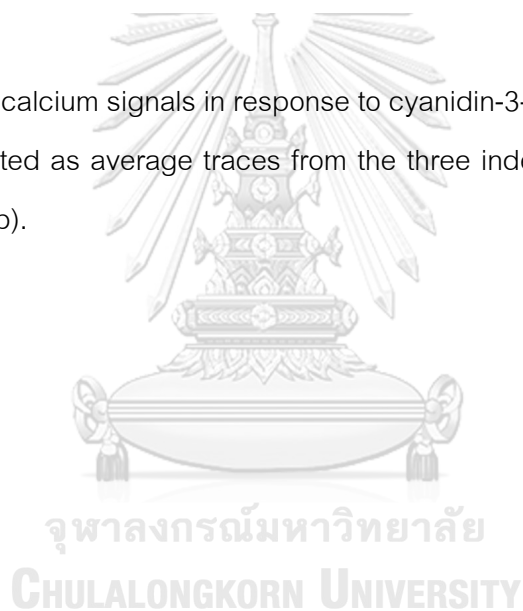 calcium signals in response to cyanidin-3-
ted as average traces from the three inde
).
จุฬาลงกรณ์มหาวิทยาลัย
CHULALONGKORN UNIVERSITY